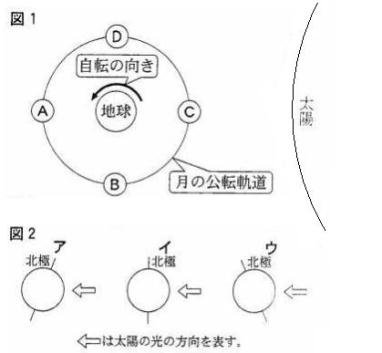 図1
D
自転の向き
A
地球
C
太陽
B
月の公転軌道
図2
ア
イ
ウ
北極
北極
北極
⇦は太陽の光の方向を表す。